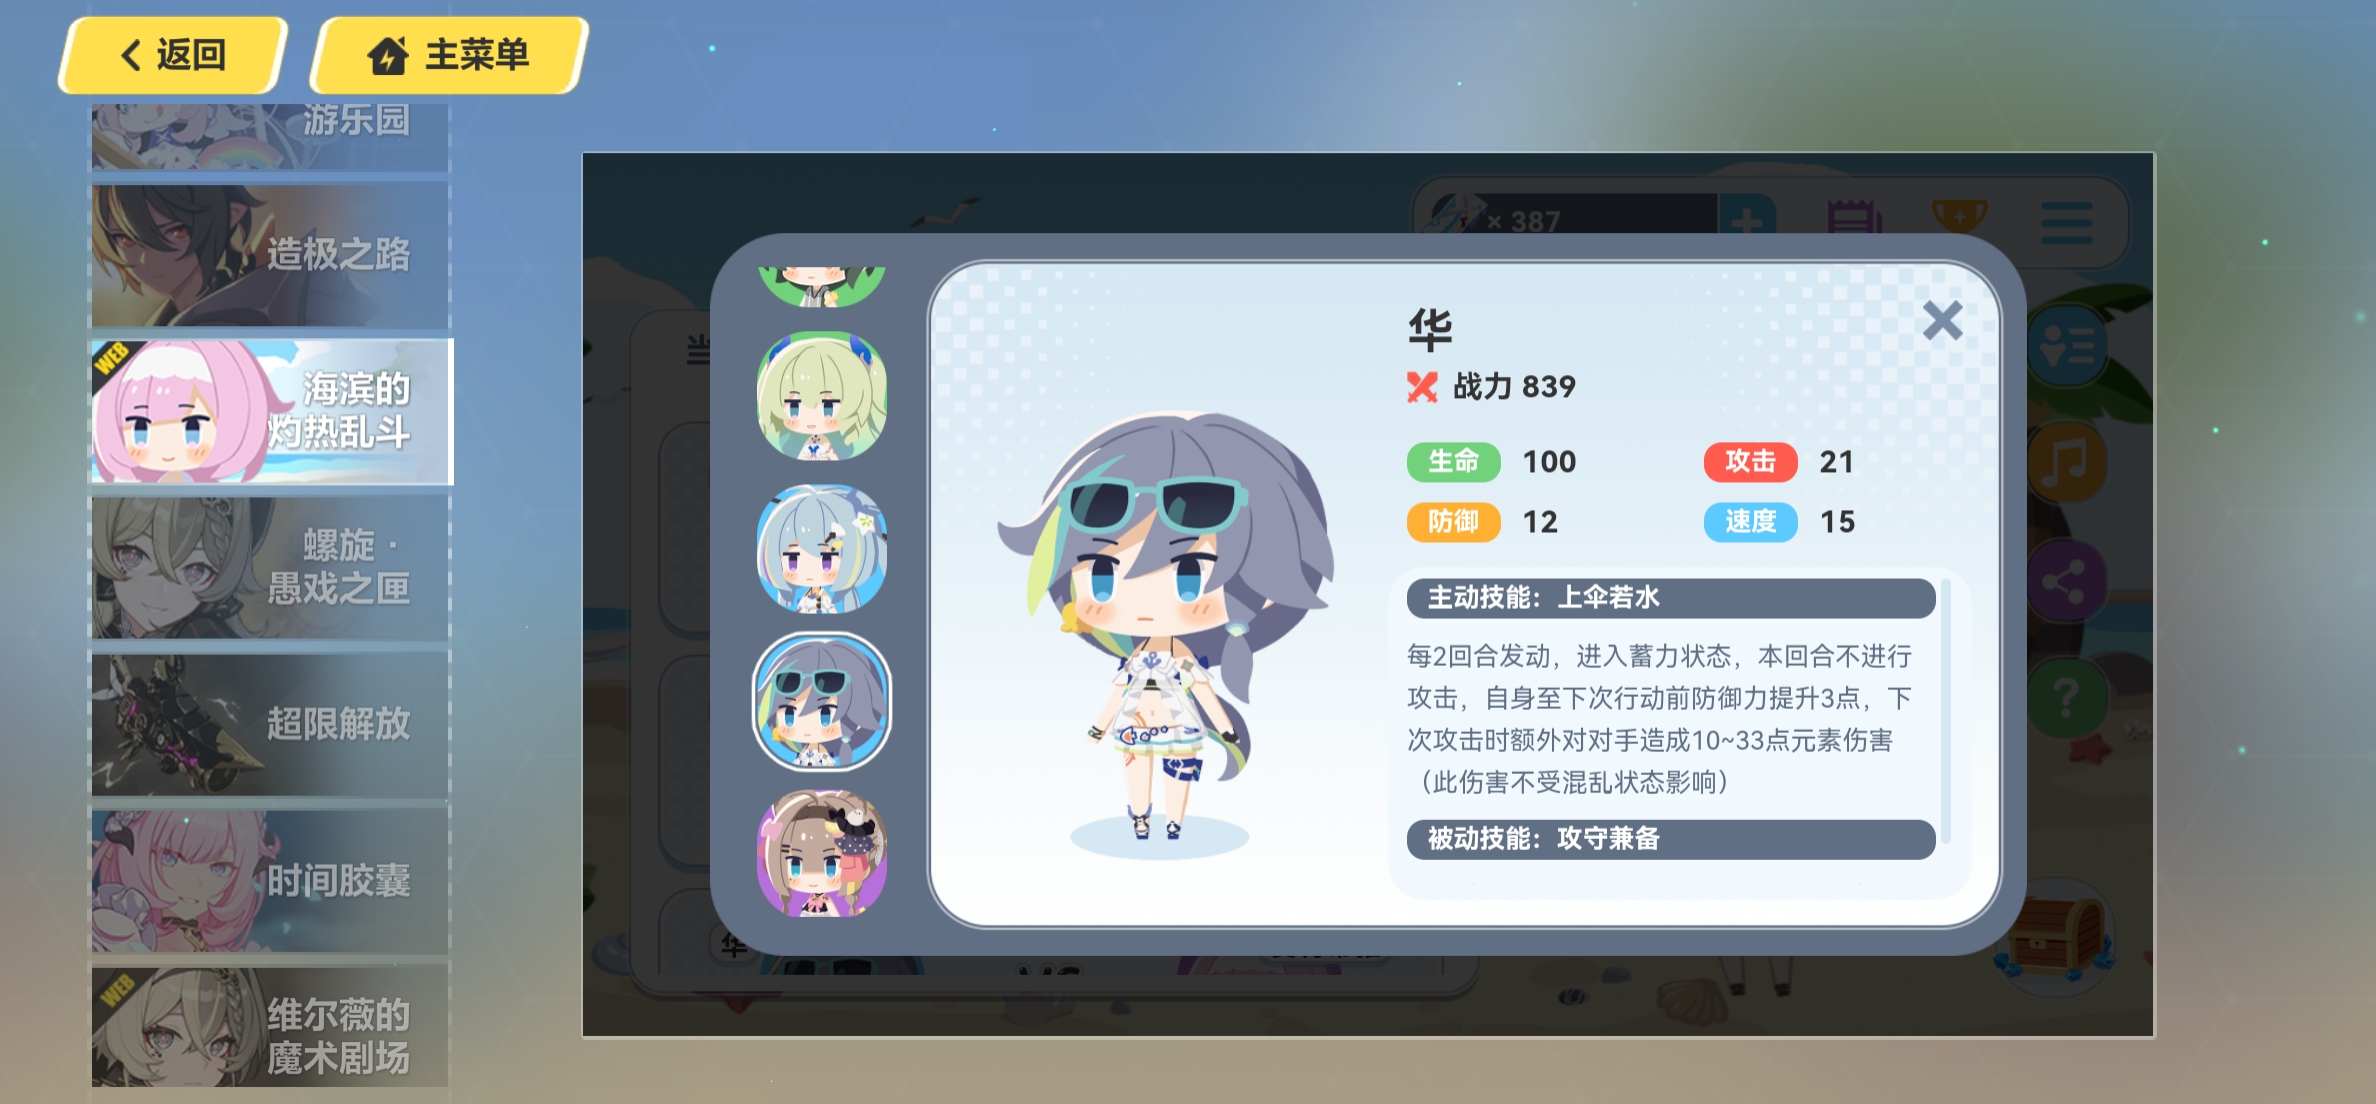 返回
主菜单
游乐园
造极之路
WEB
海滨的
灼热乱斗
螺旋·
愚戏之匣
超限解放
时间胶囊
WEB
维尔薇的
魔术剧场
× 387
当
华
战力 839
生命 100
攻击 21
防御 12
速度 15
主动技能：上伞若水
每2回合发动，进入蓄力状态，本回合不进行
攻击，自身至下次行动前防御力提升3点，下
次攻击时额外对对手造成10~33点元素伤害
（此伤害不受混乱状态影响）
被动技能：攻守兼备
华
VS